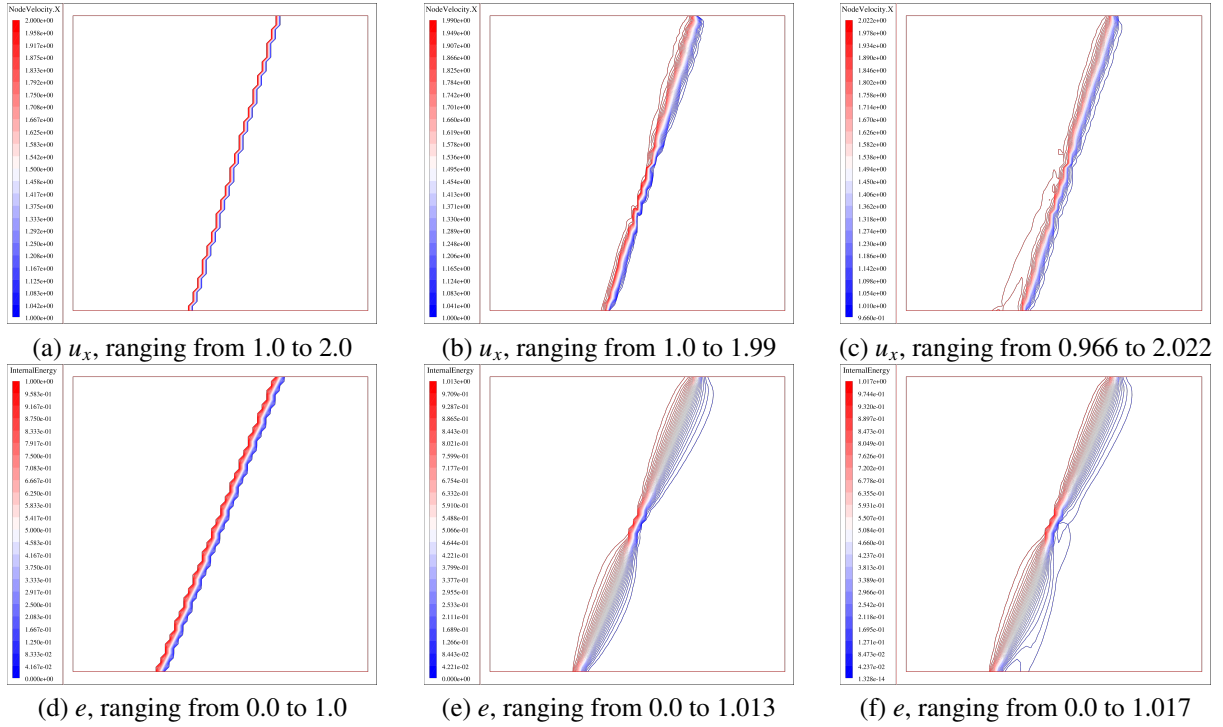 NodeVelocity.X
2.000e+00
1.958e+00
1.917e+00
1.875e+00
1.833e+00
1.792e+00
1.750e+00
1.708e+00
1.667e+00
1.625e+00
1.583e+00
1.542e+00
1.500e+00
1.458e+00
1.417e+00
1.375e+00
1.333e+00
1.292e+00
1.250e+00
1.208e+00
1.167e+00
1.125e+00
1.083e+00
1.042e+00
1.000e+00
(a) u_x, ranging from 1.0 to 2.0
NodeVelocity.X
1.990e+00
1.949e+00
1.907e+00
1.866e+00
1.825e+00
1.784e+00
1.742e+00
1.701e+00
1.660e+00
1.619e+00
1.577e+00
1.536e+00
1.495e+00
1.454e+00
1.413e+00
1.371e+00
1.330e+00
1.289e+00
1.248e+00
1.206e+00
1.165e+00
1.124e+00
1.083e+00
1.041e+00
1.000e+00
(b) u_x, ranging from 1.0 to 1.99
NodeVelocity.X
2.022e+00
1.978e+00
1.934e+00
1.890e+00
1.846e+00
1.802e+00
1.758e+00
1.714e+00
1.670e+00
1.626e+00
1.582e+00
1.538e+00
1.494e+00
1.450e+00
1.406e+00
1.362e+00
1.318e+00
1.274e+00
1.230e+00
1.186e+00
1.142e+00
1.098e+00
1.054e+00
1.010e+00
9.660e-01
(c) u_x, ranging from 0.966 to 2.022
InternalEnergy
1.000e+00
9.583e-01
9.167e-01
8.750e-01
8.333e-01
7.917e-01
7.500e-01
7.083e-01
6.667e-01
6.250e-01
5.833e-01
5.417e-01
5.000e-01
4.583e-01
4.167e-01
3.750e-01
3.333e-01
2.917e-01
2.500e-01
2.083e-01
1.667e-01
1.250e-01
8.333e-02
4.167e-02
0.000e+00
(d) e, ranging from 0.0 to 1.0
InternalEnergy
1.013e+00
9.709e-01
9.287e-01
8.865e-01
8.443e-01
8.021e-01
7.599e-01
7.177e-01
6.754e-01
6.332e-01
5.910e-01
5.488e-01
5.066e-01
4.644e-01
4.221e-01
3.799e-01
3.377e-01
2.955e-01
2.533e-01
2.111e-01
1.689e-01
1.266e-01
8.443e-02
4.221e-02
0.000e+00
(e) e, ranging from 0.0 to 1.013
InternalEnergy
1.017e+00
9.744e-01
9.320e-01
8.897e-01
8.473e-01
8.049e-01
7.626e-01
7.202e-01
6.778e-01
6.355e-01
5.931e-01
5.507e-01
5.084e-01
4.660e-01
4.237e-01
3.813e-01
3.389e-01
2.966e-01
2.542e-01
2.118e-01
1.695e-01
1.271e-01
8.473e-02
4.237e-02
1.328e-14
(f) e, ranging from 0.0 to 1.017